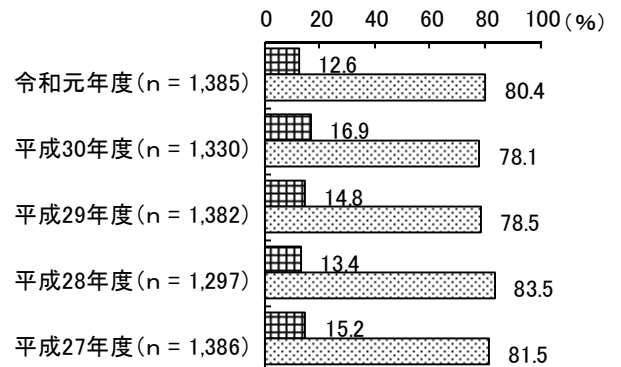 0 20 40 60 80 100(%)
令和元年度(n = 1,385) 12.6 80.4
平成30年度(n = 1,330) 16.9 78.1
平成29年度(n = 1,382) 14.8 78.5
平成28年度(n = 1,297) 13.4 83.5
平成27年度(n = 1,386) 15.2 81.5